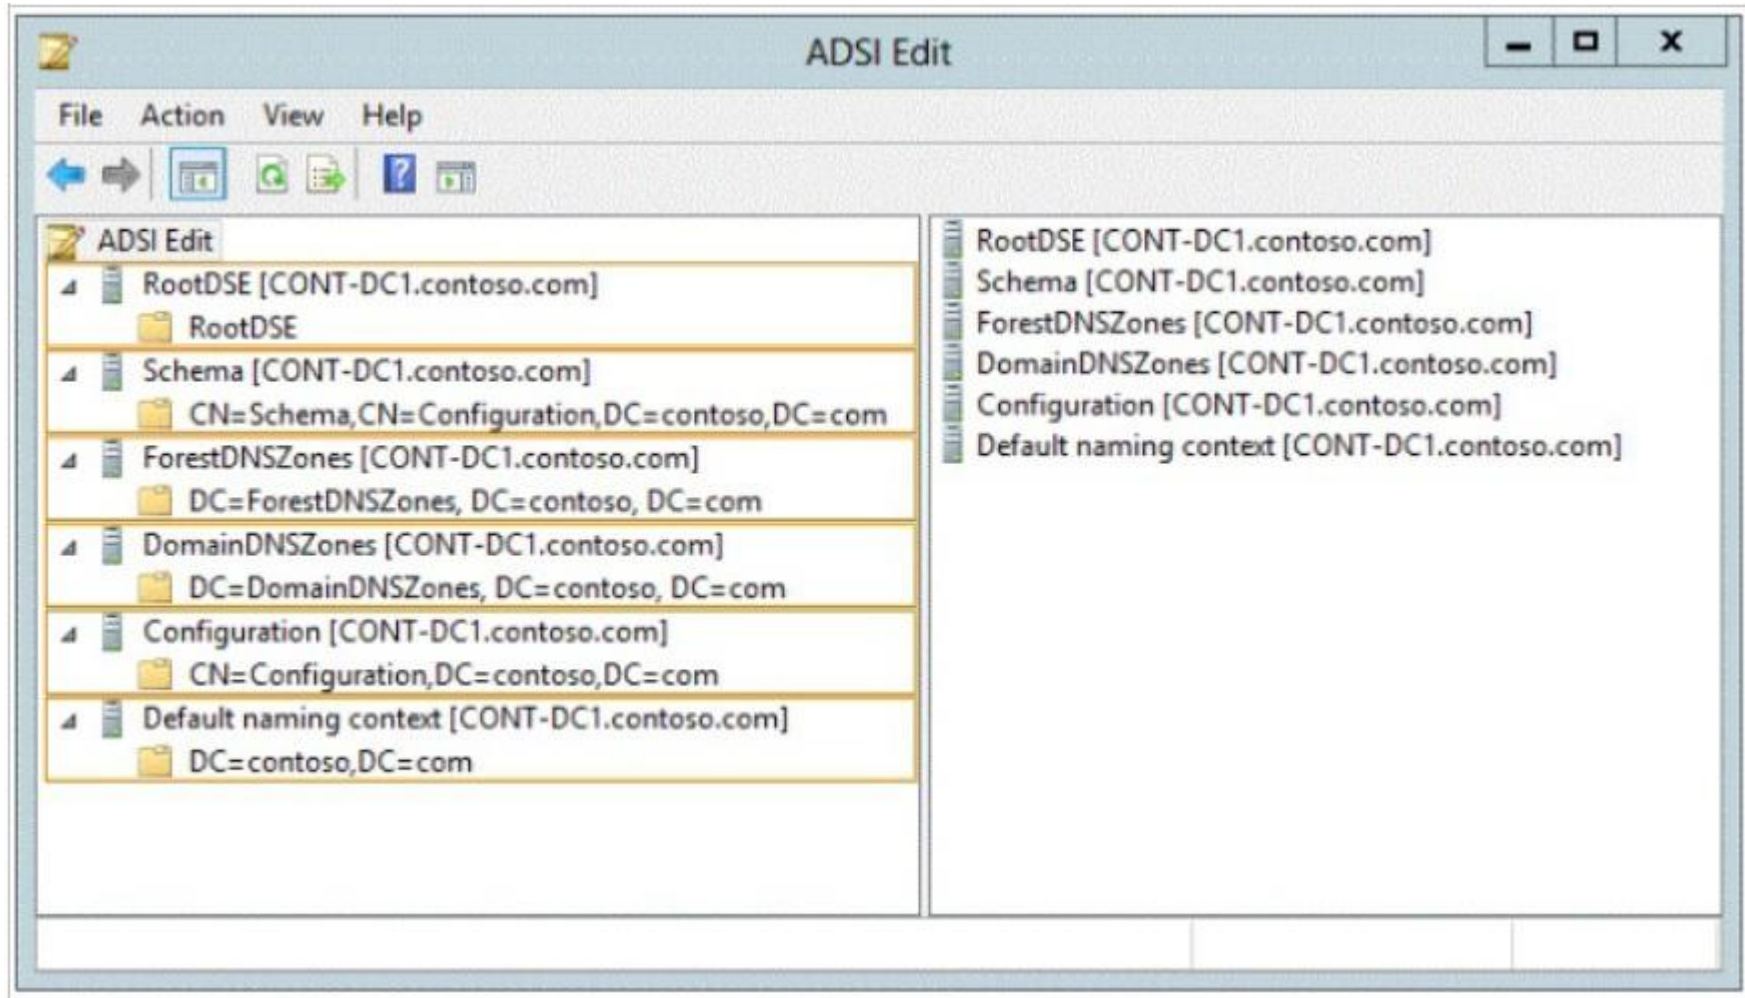 ADSI Edit
File Action View Help
ADSI Edit
RootDSE [CONT-DC1.contoso.com]
RootDSE
Schema [CONT-DC1.contoso.com]
CN=Schema,CN=Configuration,DC=contoso,DC=com
ForestDNSZones [CONT-DC1.contoso.com]
DC=ForestDNSZones, DC=contoso, DC=com
DomainDNSZones [CONT-DC1.contoso.com]
DC=DomainDNSZones, DC=contoso, DC=com
Configuration [CONT-DC1.contoso.com]
CN=Configuration,DC=contoso,DC=com
Default naming context [CONT-DC1.contoso.com]
DC=contoso,DC=com
RootDSE [CONT-DC1.contoso.com]
Schema [CONT-DC1.contoso.com]
ForestDNSZones [CONT-DC1.contoso.com]
DomainDNSZones [CONT-DC1.contoso.com]
Configuration [CONT-DC1.contoso.com]
Default naming context [CONT-DC1.contoso.com]